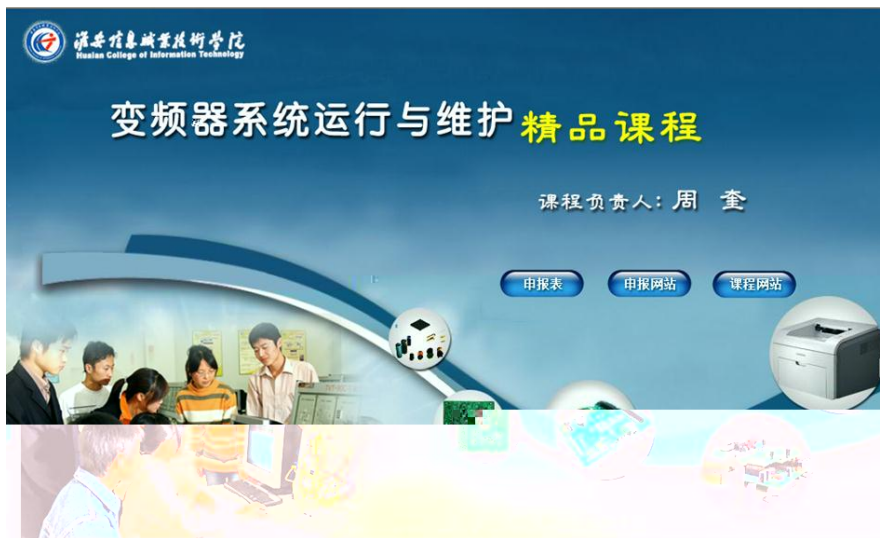 淮安信息职业技術學院
Huaian College of Information Technology
变频器系统运行与维护精品课程
课程负责人：周 奎
申报表
申报网站
课程网站